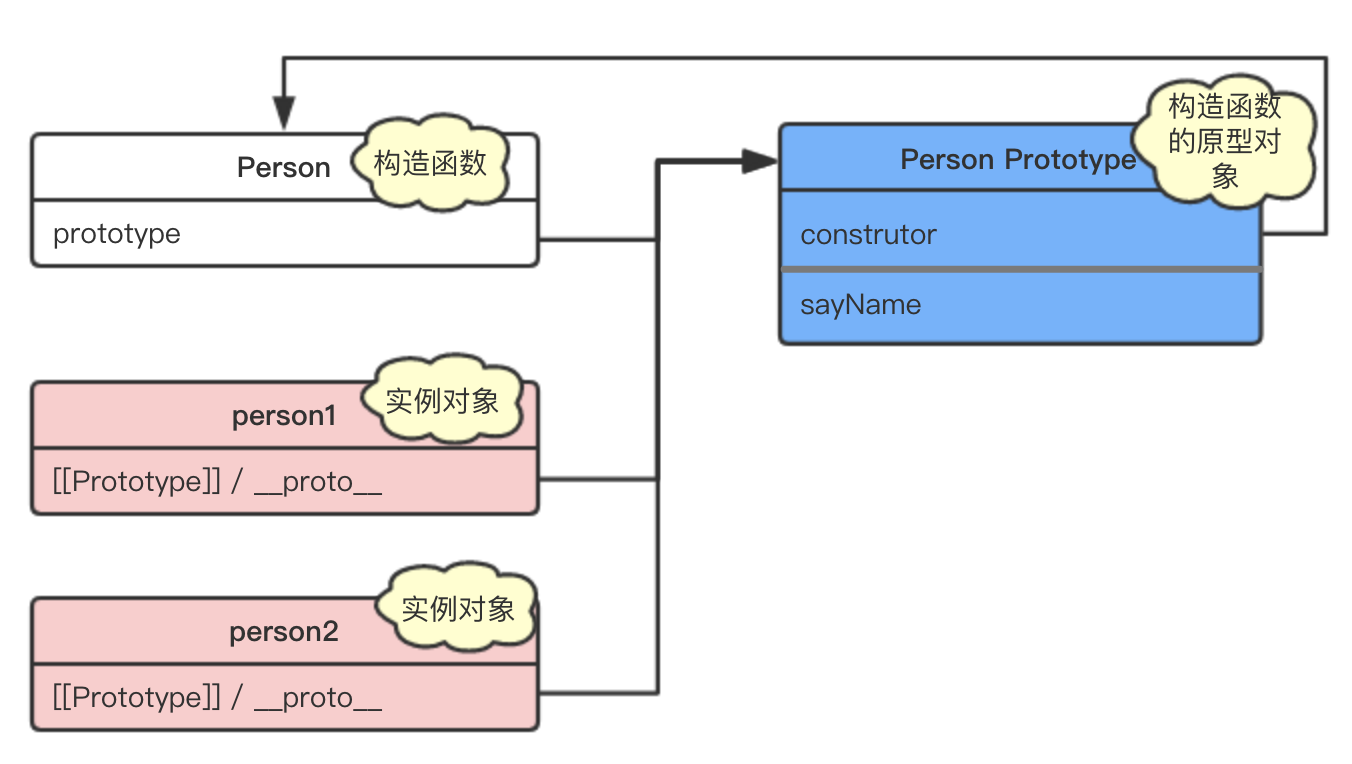 Person
构造函数
prototype
Person Prototype
构造函数
的原型对
象
construtor
sayName
person1
实例对象
[[Prototype]] / __proto__
person2
实例对象
[[Prototype]] / __proto__